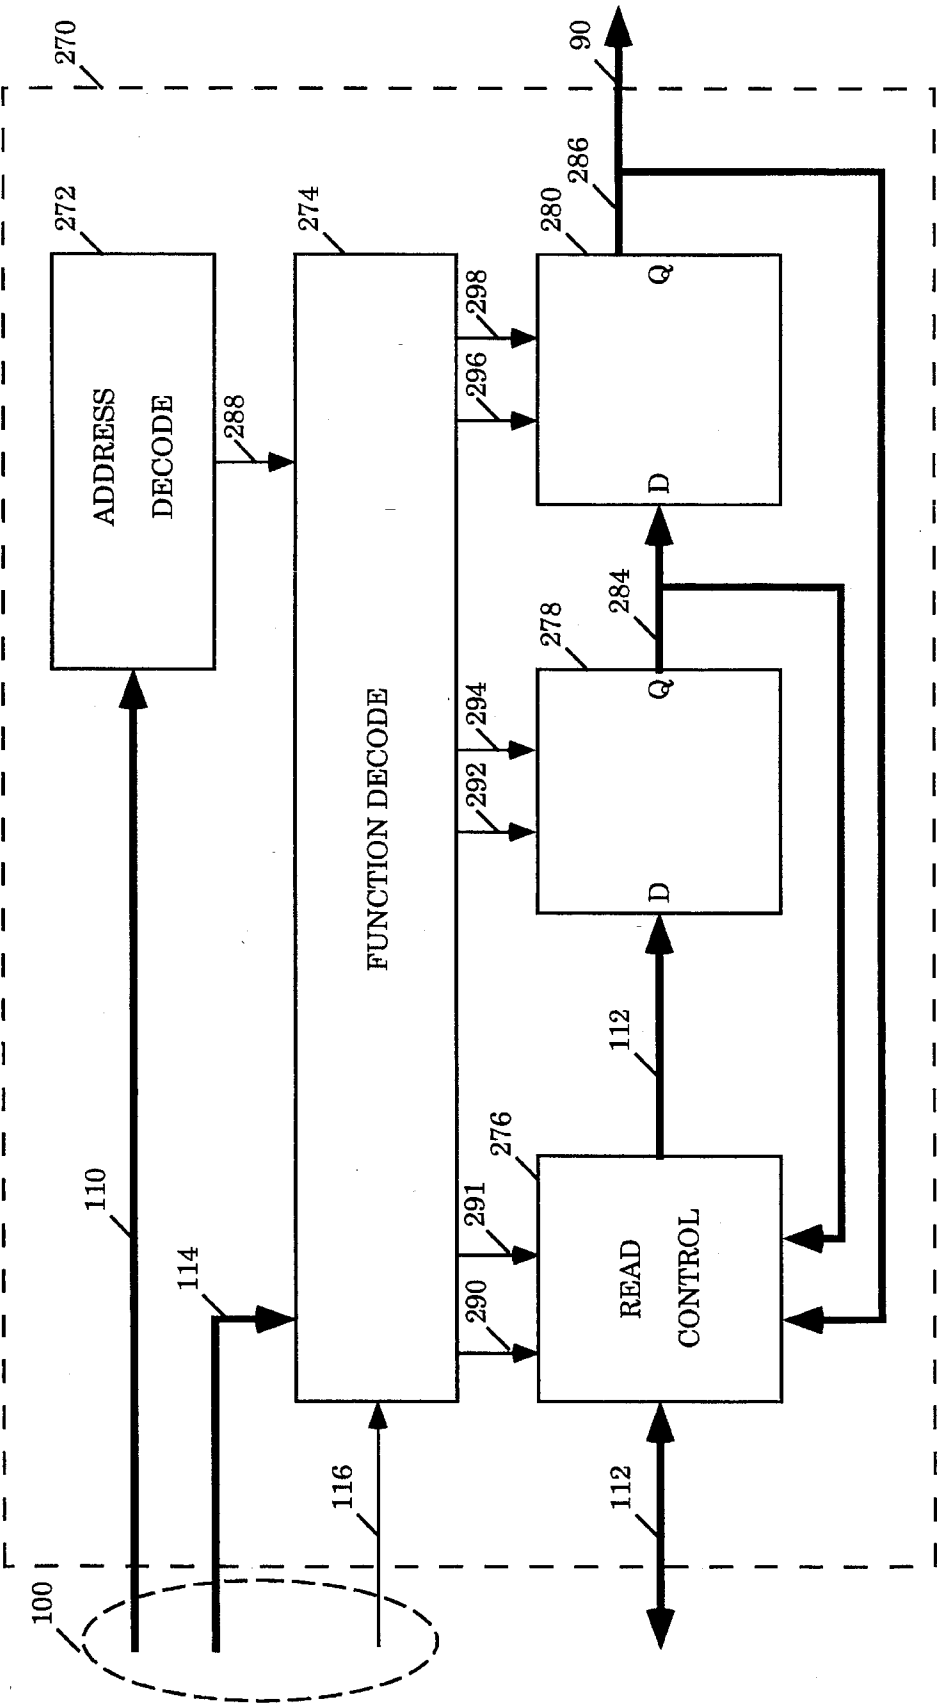 100
110
114
116
112
270
272
ADDRESS
DECODE
288
274
FUNCTION DECODE
290
291
292
294
296
298
276
READ
CONTROL
112
278
D
Q
284
280
D
Q
286
90